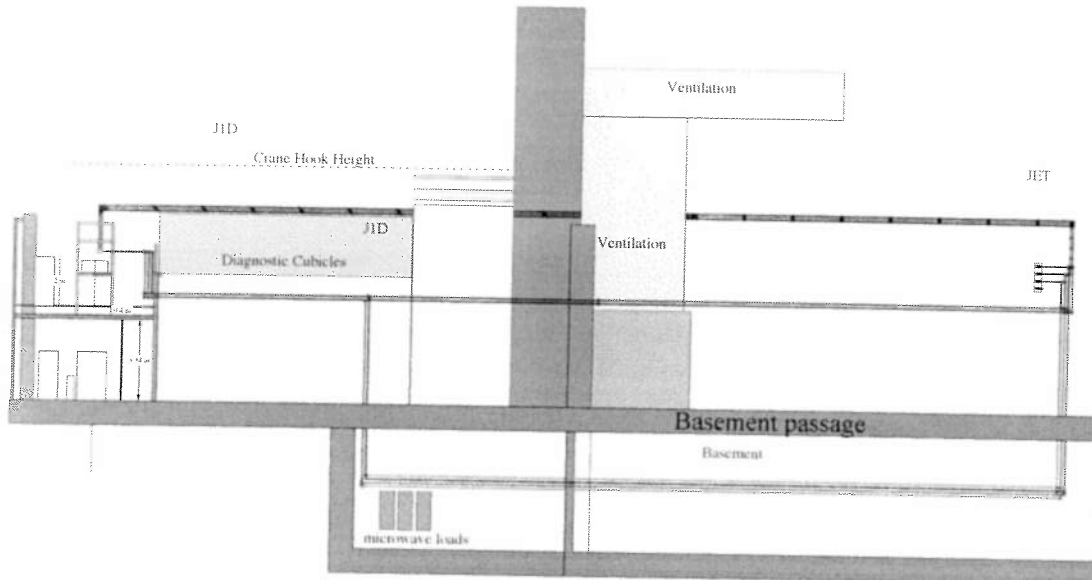 Ventilation
J1D
Crane Hook Height
JET
J1D
Ventilation
Diagnostic Cubicles
Basement passage
Basement
microwave loads